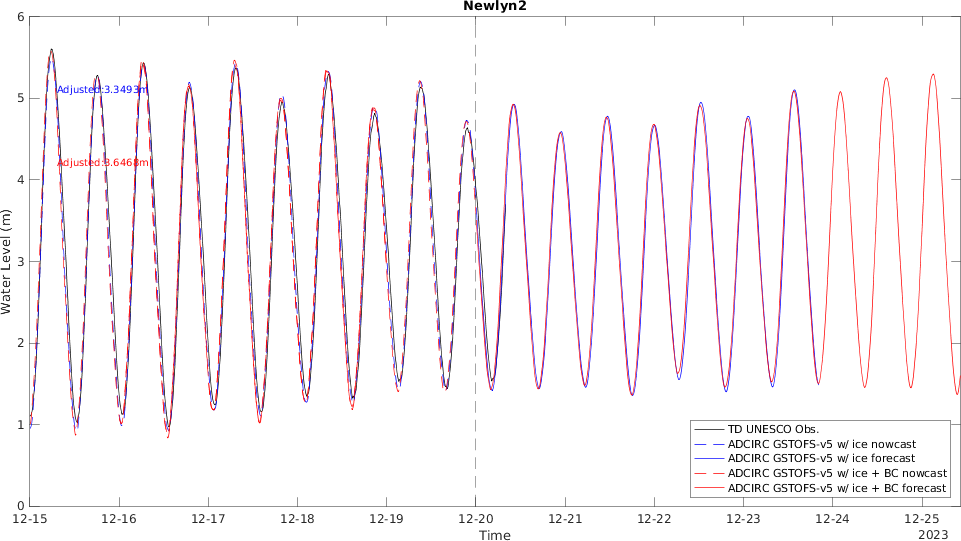 Newlyn2
6
5
4
3
2
1
0
Water Level (m)
Adjusted:3.3493m
Adjusted:3.6468m
TD UNESCO Obs.
ADCIRC GSTOFS-v5 w/ ice nowcast
ADCIRC GSTOFS-v5 w/ ice forecast
ADCIRC GSTOFS-v5 w/ ice + BC nowcast
ADCIRC GSTOFS-v5 w/ ice + BC forecast
12-15 12-16 12-17 12-18 12-19 12-20 12-21 12-22 12-23 12-24 12-25
Time
2023